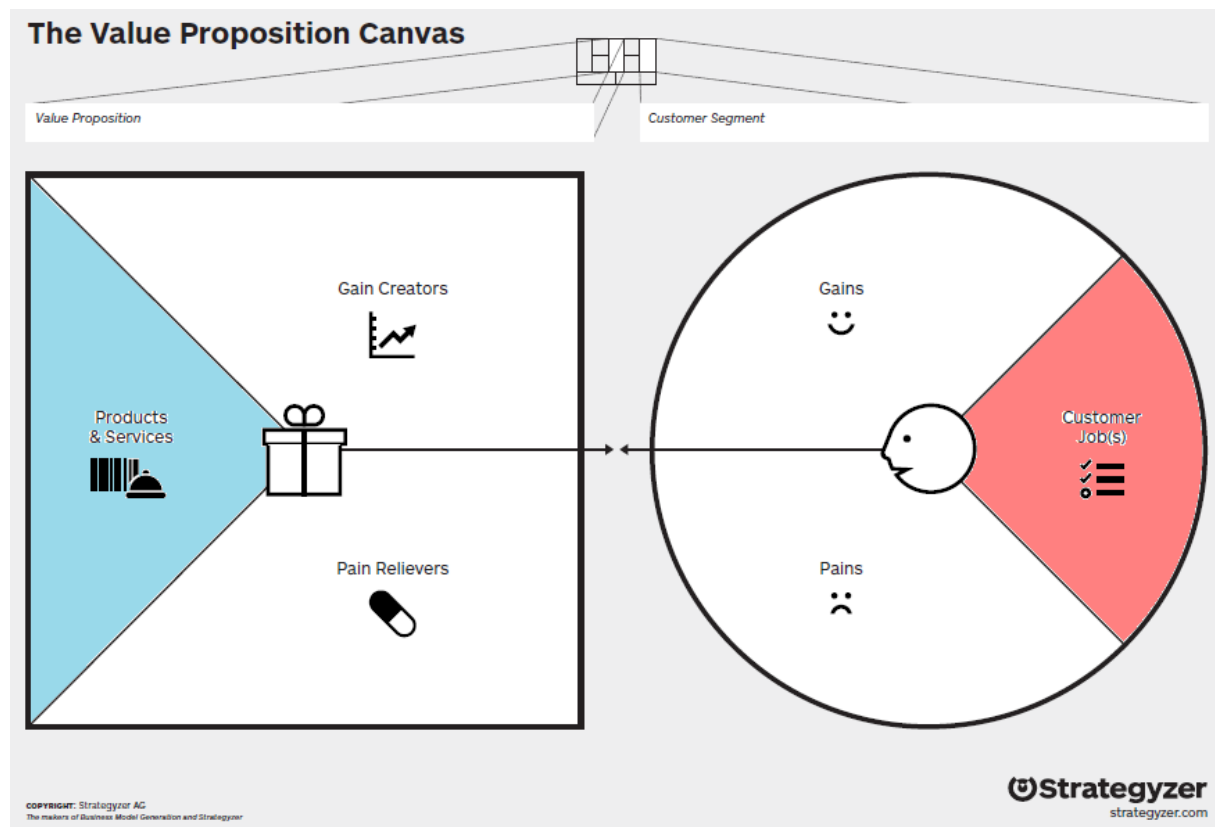 The Value Proposition Canvas
Value Proposition
Customer Segment
Gain Creators
Gains
Products
& Services
Customer
Job(s)
Pain Relievers
Pains
COPYRIGHT: Strategyzer AG
The makers of Business Model Generation and Strategyzer
Strategyzer
strategyzer.com